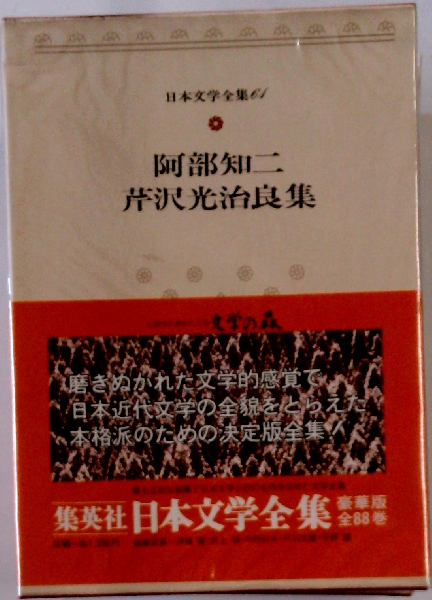 日本文学全集61
阿部知二
芹沢光治良集
文学の森
磨きぬかれた文学的感覚で
日本近代文学の全貌をとらえた
本格派のための決定版全集!
集英社 日本文学全集 豪華版
全88巻